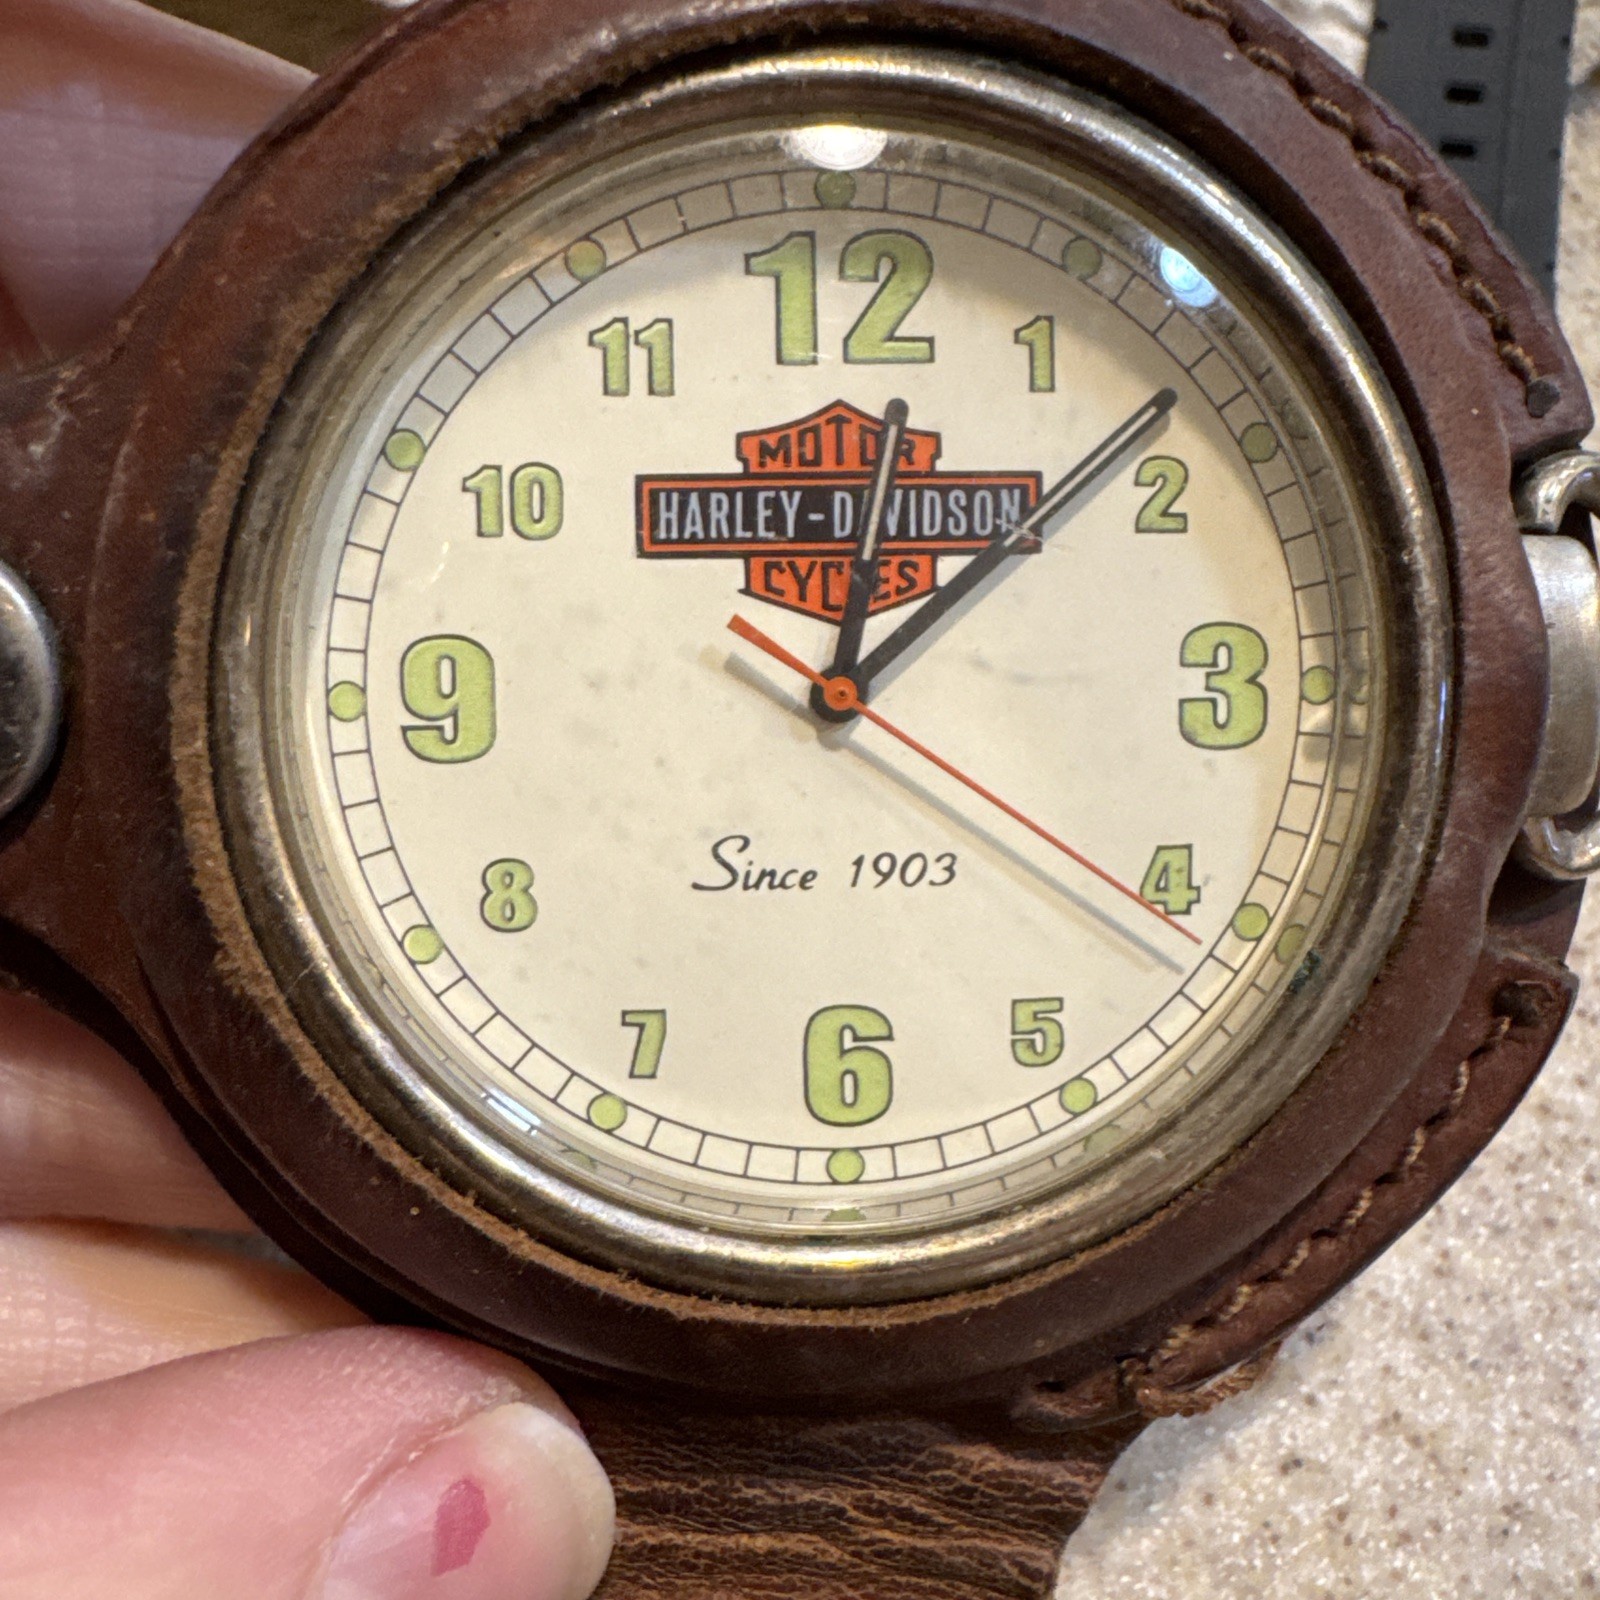 12
11 1
MOTOR
10 HARLEY-DAVIDSON 2
CYCLES
9 3
Since 1903
8 4
7 5
6